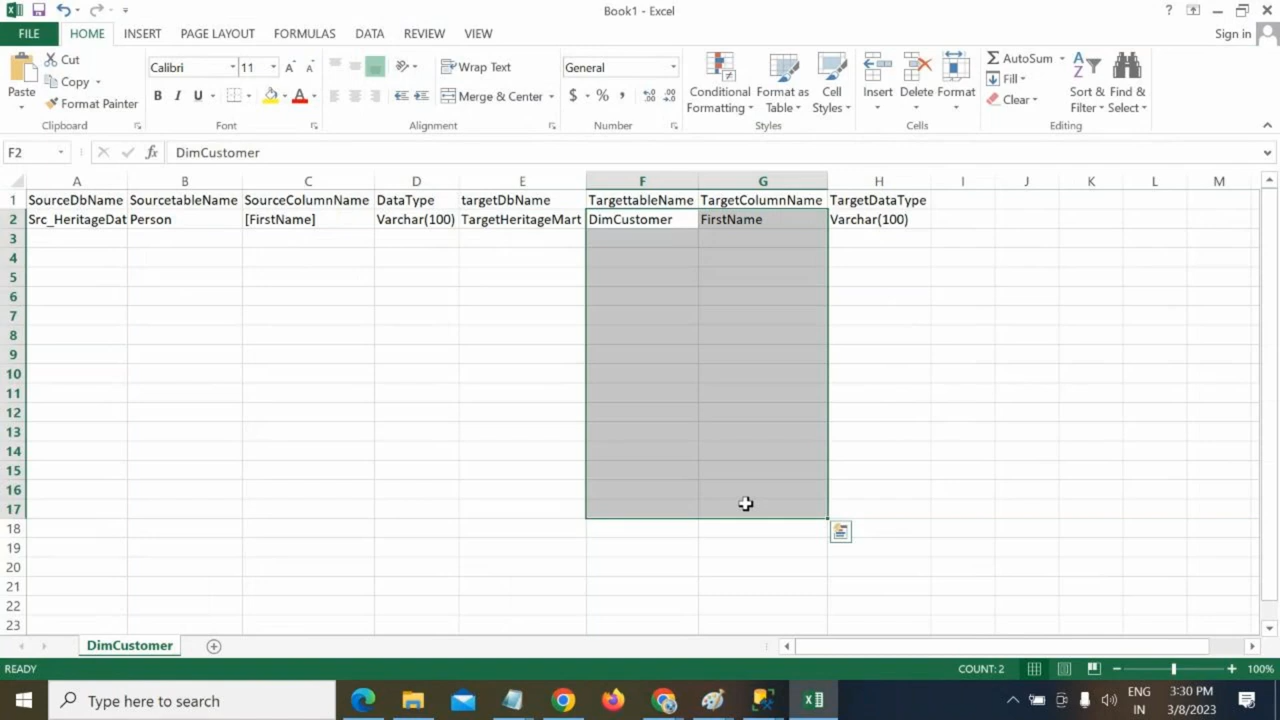 Book1 - Excel
?
FILE HOME INSERT PAGE LAYOUT FORMULAS DATA REVIEW VIEW Sign in
Paste
Cut
Copy
Format Painter
Clipboard
Calibri 11
B I U
Font
Wrap Text
Merge & Center
Alignment
General
$ % ,
Number
Conditional Formatting
Format as Table
Cell Styles
Styles
Insert Delete Format
Cells
AutoSum
Fill
Clear
Sort & Filter
Find & Select
Editing
F2 fx DimCustomer
A B C D E F G H I J K L M
1 SourceDbName SourcetableName SourceColumnName DataType targetDbName TargettableName TargetColumnName TargetDataType
2 Src_HeritageDat Person [FirstName] Varchar(100) TargetHeritageMart DimCustomer FirstName Varchar(100)
3
4
5
6
7
8
9
10
11
12
13
14
15
16
17
18
19
20
21
22
23
DimCustomer
READY COUNT: 2 100%
Type here to search
ENG
IN
3:30 PM
3/8/2023